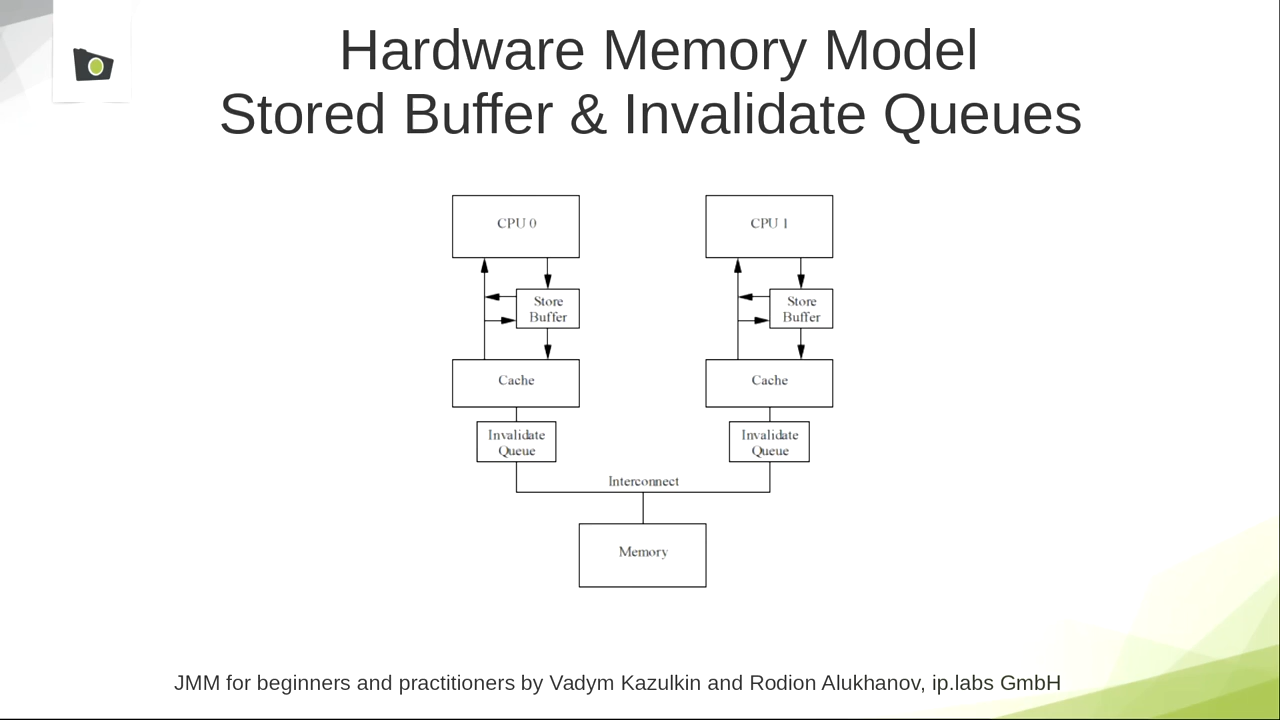 Hardware Memory Model
Stored Buffer & Invalidate Queues
CPU 0
CPU 1
Store
Buffer
Store
Buffer
Cache
Cache
Invalidate
Queue
Invalidate
Queue
Interconnect
Memory
JMM for beginners and practitioners by Vadym Kazulkin and Rodion Alukhanov, ip.labs GmbH